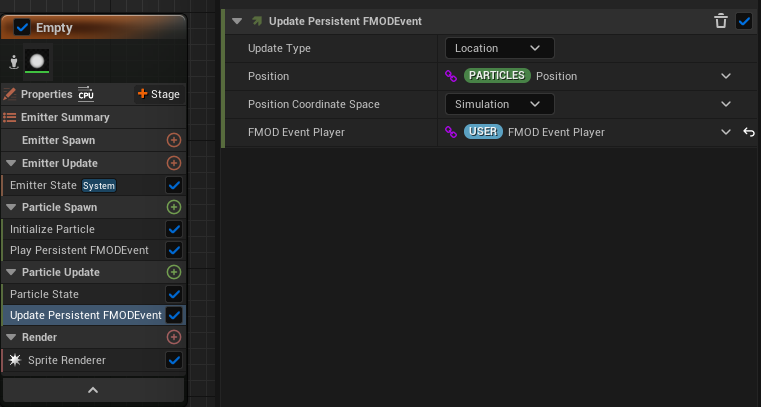 Empty
Properties CPU + Stage
Emitter Summary
Emitter Spawn
Emitter Update
Emitter State System
Particle Spawn
Initialize Particle
Play Persistent FMODEvent
Particle Update
Particle State
Update Persistent FMODEvent
Render
Sprite Renderer
Update Persistent FMODEvent
Update Type Location
Position PARTICLES Position
Position Coordinate Space Simulation
FMOD Event Player USER FMOD Event Player